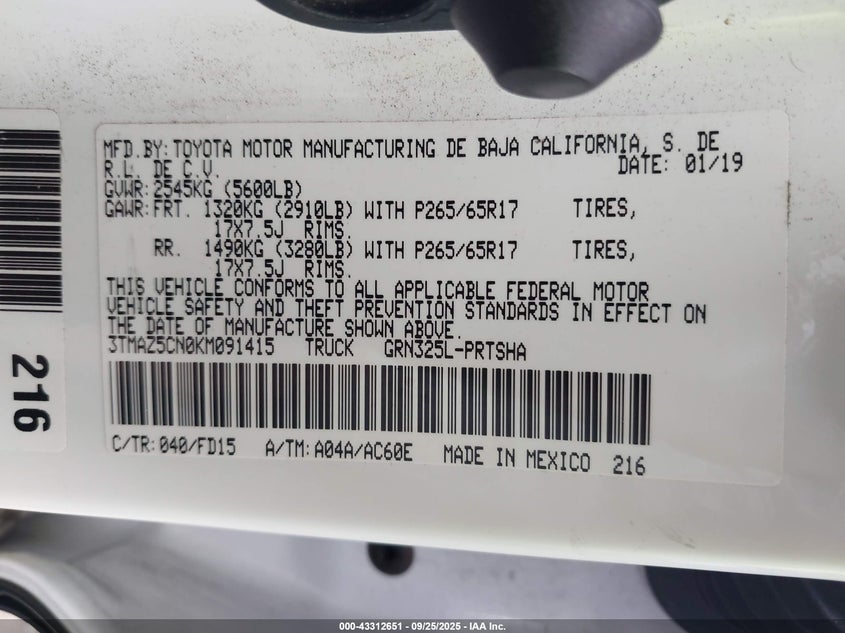 MFD.BY:TOYOTA MOTOR MANUFACTURING DE BAJA CALIFORNIA, S. DE
R.L. DE C.V. DATE: 01/19
GVWR:2545KG (5600LB)
GAWR:FRT. 1320KG (2910LB) WITH P265/65R17 TIRES,
17X7.5J RIMS.
RR. 1490KG (3280LB) WITH P265/65R17 TIRES,
17X7.5J RIMS.
THIS VEHICLE CONFORMS TO ALL APPLICABLE FEDERAL MOTOR
VEHICLE SAFETY AND THEFT PREVENTION STANDARDS IN EFFECT ON
THE DATE OF MANUFACTURE SHOWN ABOVE.
3TMAZ5CN0KM091415 TRUCK GRN325L-PRTSHA
C/TR:040/FD15 A/TM:A04A/AC60E MADE IN MEXICO 216
216
000-43312651 - 09/25/2025 - IAA Inc.